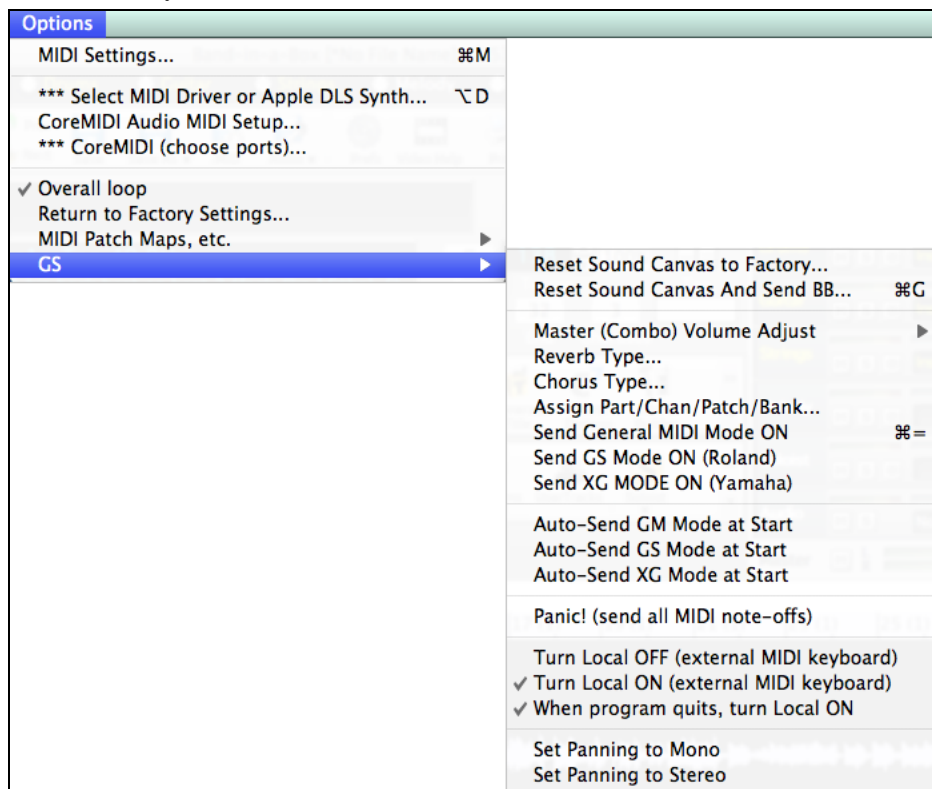 Options
MIDI Settings... ⌘M
*** Select MIDI Driver or Apple DLS Synth... ⌥D
CoreMIDI Audio MIDI Setup...
*** CoreMIDI (choose ports)...
✓ Overall loop
Return to Factory Settings...
MIDI Patch Maps, etc. ▶
GS ▶
Reset Sound Canvas to Factory...
Reset Sound Canvas And Send BB... ⌘G
Master (Combo) Volume Adjust ▶
Reverb Type...
Chorus Type...
Assign Part/Chan/Patch/Bank...
Send General MIDI Mode ON ⌘=
Send GS Mode ON (Roland)
Send XG MODE ON (Yamaha)
Auto-Send GM Mode at Start
Auto-Send GS Mode at Start
Auto-Send XG Mode at Start
Panic! (send all MIDI note-offs)
Turn Local OFF (external MIDI keyboard)
✓ Turn Local ON (external MIDI keyboard)
✓ When program quits, turn Local ON
Set Panning to Mono
Set Panning to Stereo